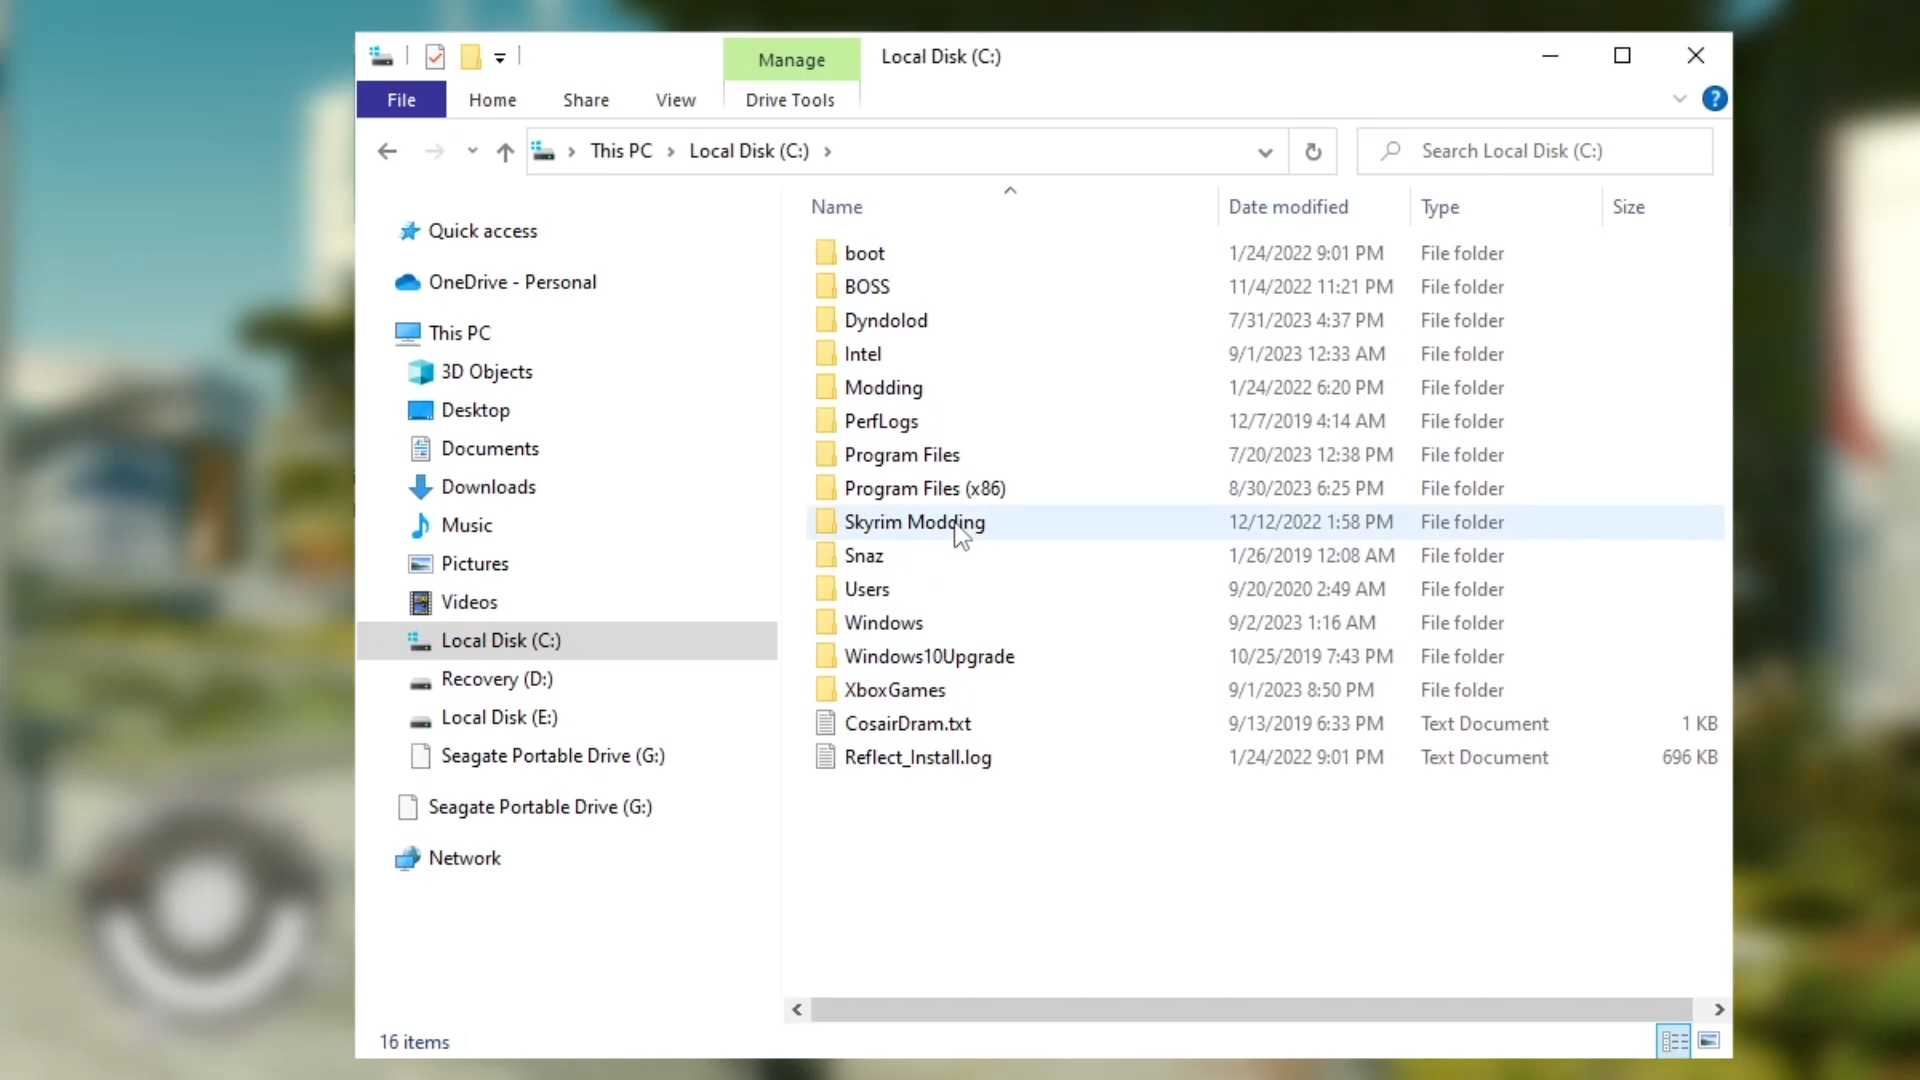 Manage
Local Disk (C:)
File
Home
Share
View
Drive Tools
?
This PC
Local Disk (C:)
Search Local Disk (C:)
Quick access
OneDrive - Personal
This PC
3D Objects
Desktop
Documents
Downloads
Music
Pictures
Videos
Local Disk (C:)
Recovery (D:)
Local Disk (E:)
Seagate Portable Drive (G:)
Seagate Portable Drive (G:)
Network
Name Date modified Type Size
boot 1/24/2022 9:01 PM File folder
BOSS 11/4/2022 11:21 PM File folder
Dyndolod 7/31/2023 4:37 PM File folder
Intel 9/1/2023 12:33 AM File folder
Modding 1/24/2022 6:20 PM File folder
PerfLogs 12/7/2019 4:14 AM File folder
Program Files 7/20/2023 12:38 PM File folder
Program Files (x86) 8/30/2023 6:25 PM File folder
Skyrim Modding 12/12/2022 1:58 PM File folder
Snaz 1/26/2019 12:08 AM File folder
Users 9/20/2020 2:49 AM File folder
Windows 9/2/2023 1:16 AM File folder
Windows10Upgrade 10/25/2019 7:43 PM File folder
XboxGames 9/1/2023 8:50 PM File folder
CosairDram.txt 9/13/2019 6:33 PM Text Document 1 KB
Reflect_Install.log 1/24/2022 9:01 PM Text Document 696 KB
16 items